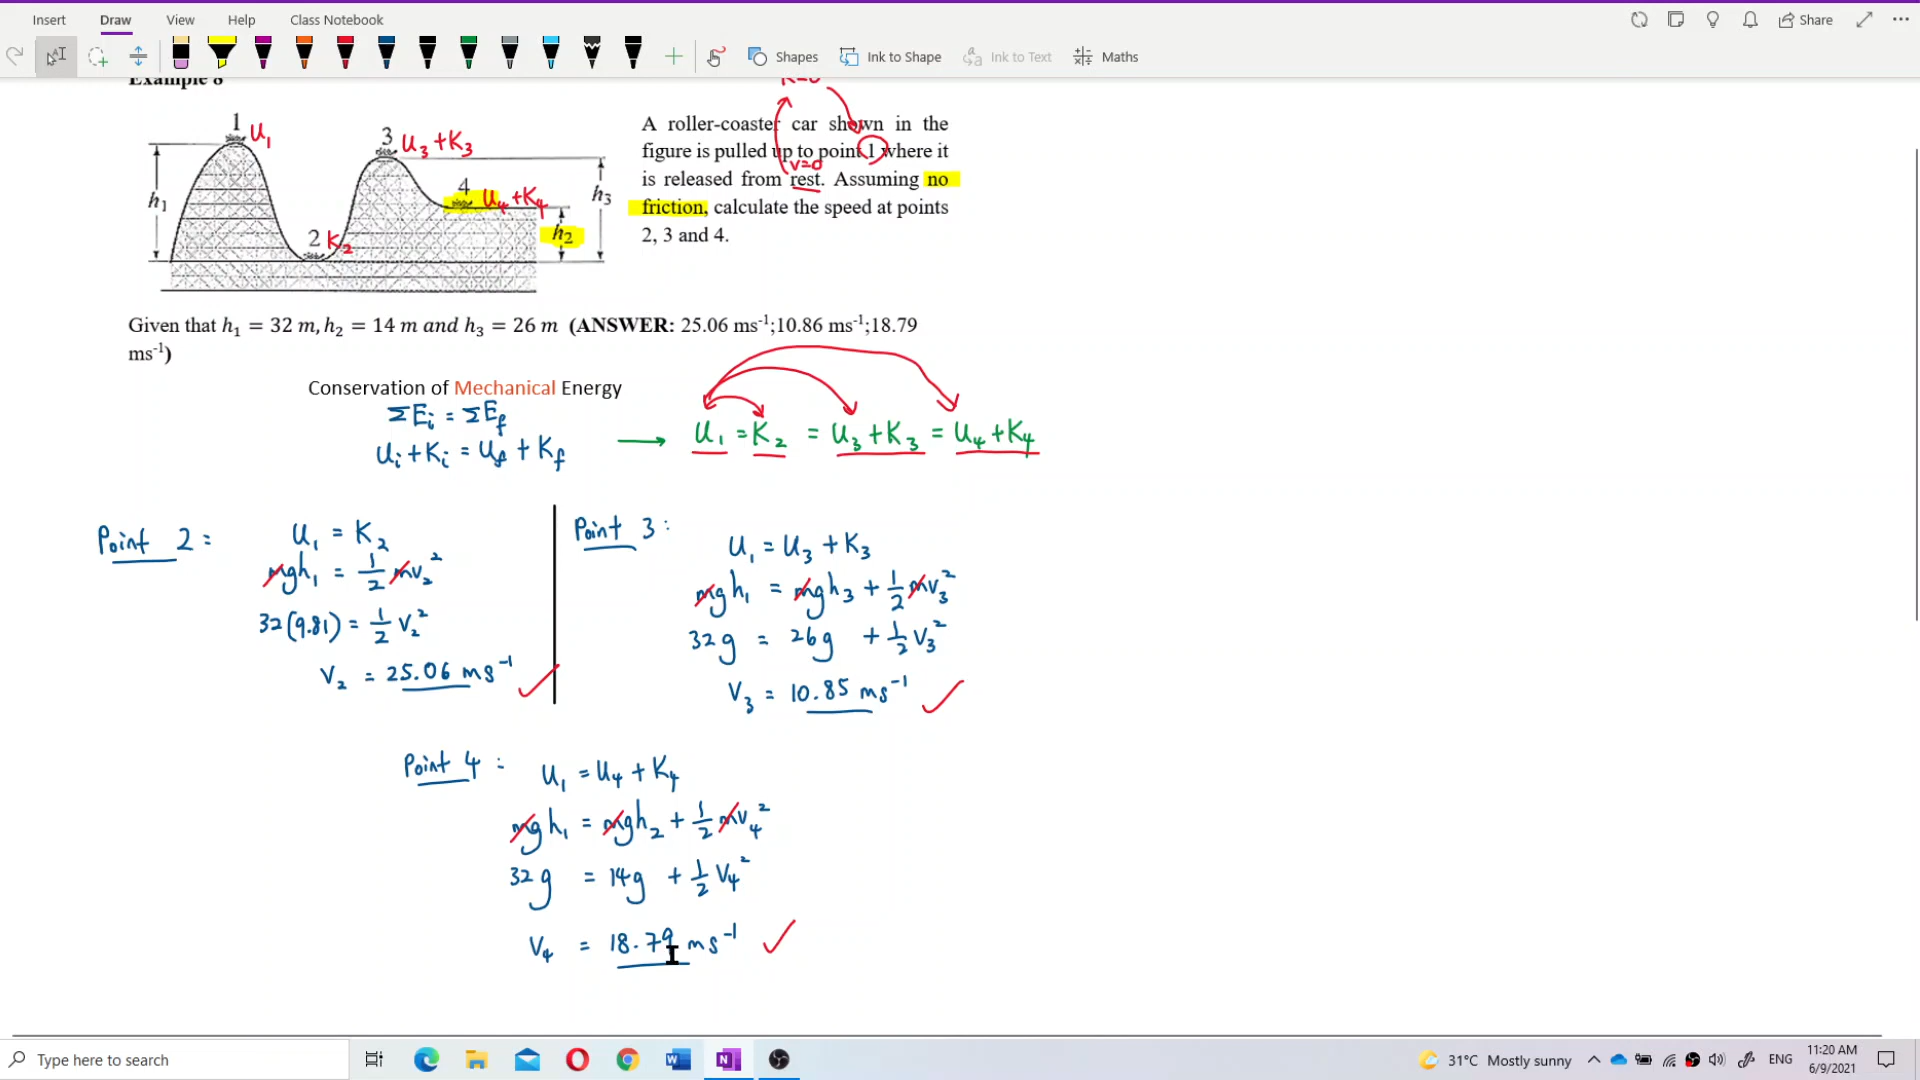 Insert Draw View Help Class Notebook Share
Shapes Ink to Shape Ink to Text Maths
Example 8
K=0
1 U₁
3 U₃+K₃
4 U₄+K₄
2 K₂
h₁
h₃
h₂
A roller-coaster car shown in the
figure is pulled up to point 1 where it
v=0
is released from rest. Assuming no
friction, calculate the speed at points
2, 3 and 4.
Given that h₁ = 32 m, h₂ = 14 m and h₃ = 26 m (ANSWER: 25.06 ms⁻¹;10.86 ms⁻¹;18.79
ms⁻¹)
Conservation of Mechanical Energy
ΣEᵢ = ΣE_f
Uᵢ+Kᵢ = U_f + K_f → U₁ = K₂ = U₃+K₃ = U₄+K₄
Point 2 :
U₁ = K₂
mgh₁ = 1/2 mv₂²
32(9.81) = 1/2 v₂²
v₂ = 25.06 ms⁻¹ ✓
Point 3 :
U₁ = U₃ + K₃
mgh₁ = mgh₃ + 1/2 mv₃²
32g = 26g + 1/2 v₃²
v₃ = 10.85 ms⁻¹ ✓
Point 4 :
U₁ = U₄ + K₄
mgh₁ = mgh₂ + 1/2 mv₄²
32g = 14g + 1/2 v₄²
v₄ = 18.79 ms⁻¹ ✓
Type here to search
31°C Mostly sunny
ENG
11:20 AM
6/9/2021